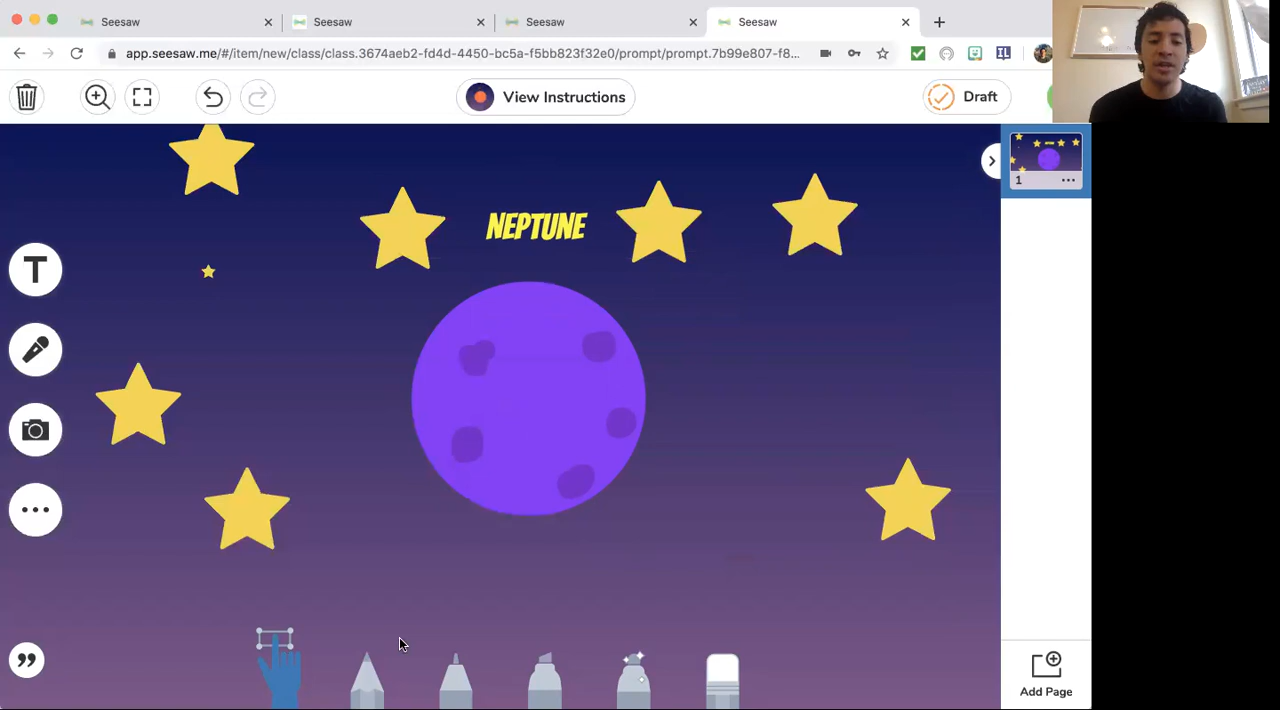 Seesaw
Seesaw
Seesaw
Seesaw
app.seesaw.me/#/item/new/class/class.3674aeb2-fd4d-4450-bc5a-f5bb823f32e0/prompt/prompt.7b99e807-f8...
IL
View Instructions
Draft
NEPTUNE
T
1
Add Page